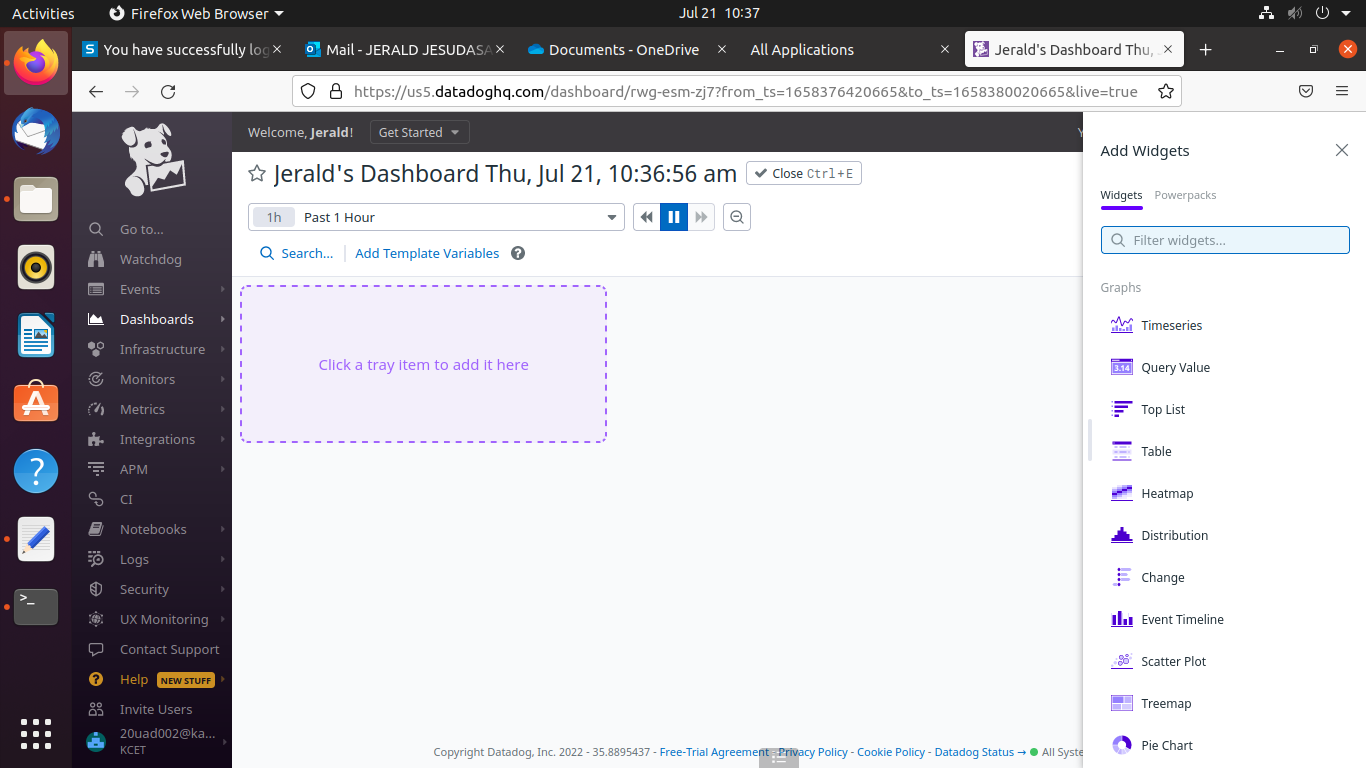 Activities
Firefox Web Browser
Jul 21 10:37
You have successfully log
Mail - JERALD JESUDASA
Documents - OneDrive
All Applications
Jerald's Dashboard Thu,
https://us5.datadoghq.com/dashboard/rwg-esm-zj7?from_ts=1658376420665&to_ts=1658380020665&live=true
Welcome, Jerald!
Get Started
Jerald's Dashboard Thu, Jul 21, 10:36:56 am
Close Ctrl+E
1h Past 1 Hour
Search...
Add Template Variables
Click a tray item to add it here
Go to...
Watchdog
Events
Dashboards
Infrastructure
Monitors
Metrics
Integrations
APM
CI
Notebooks
Logs
Security
UX Monitoring
Contact Support
Help NEW STUFF
Invite Users
20uad002@ka...
KCET
Add Widgets
Widgets
Powerpacks
Filter widgets...
Graphs
Timeseries
3.14
Query Value
Top List
Table
Heatmap
Distribution
Change
Event Timeline
Scatter Plot
Treemap
Pie Chart
Copyright Datadog, Inc. 2022 - 35.8895437 - Free-Trial Agreement - Privacy Policy - Cookie Policy - Datadog Status → All Syste